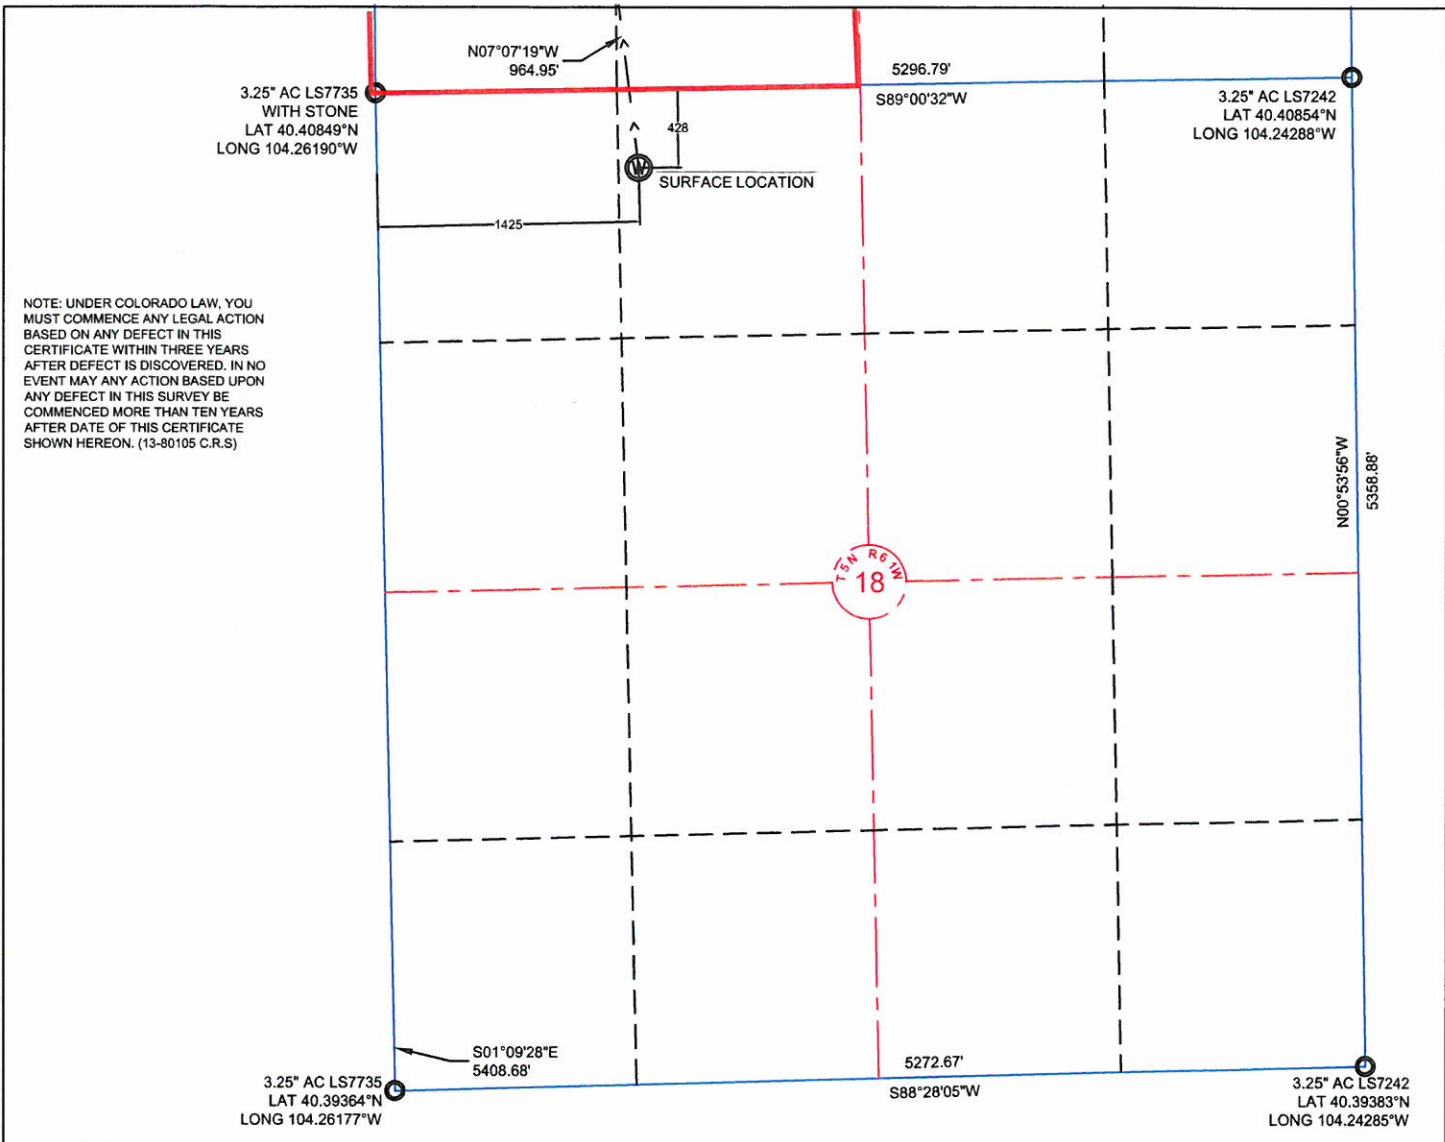 N07°07'19"W
964.95'
5296.79'
S89°00'32"W
3.25" AC LS7735
WITH STONE
LAT 40.40849°N
LONG 104.26190°W
3.25" AC LS7242
LAT 40.40854°N
LONG 104.24288°W
428
W
SURFACE LOCATION
1425
NOTE: UNDER COLORADO LAW, YOU
MUST COMMENCE ANY LEGAL ACTION
BASED ON ANY DEFECT IN THIS
CERTIFICATE WITHIN THREE YEARS
AFTER DEFECT IS DISCOVERED. IN NO
EVENT MAY ANY ACTION BASED UPON
ANY DEFECT IN THIS SURVEY BE
COMMENCED MORE THAN TEN YEARS
AFTER DATE OF THIS CERTIFICATE
SHOWN HEREON. (13-80105 C.R.S)
N00°53'56"W
5358.88'
T5N R61W
18
S01°09'28"E
5408.68'
5272.67'
S88°28'05"W
3.25" AC LS7735
LAT 40.39364°N
LONG 104.26177°W
3.25" AC LS7242
LAT 40.39383°N
LONG 104.24285°W